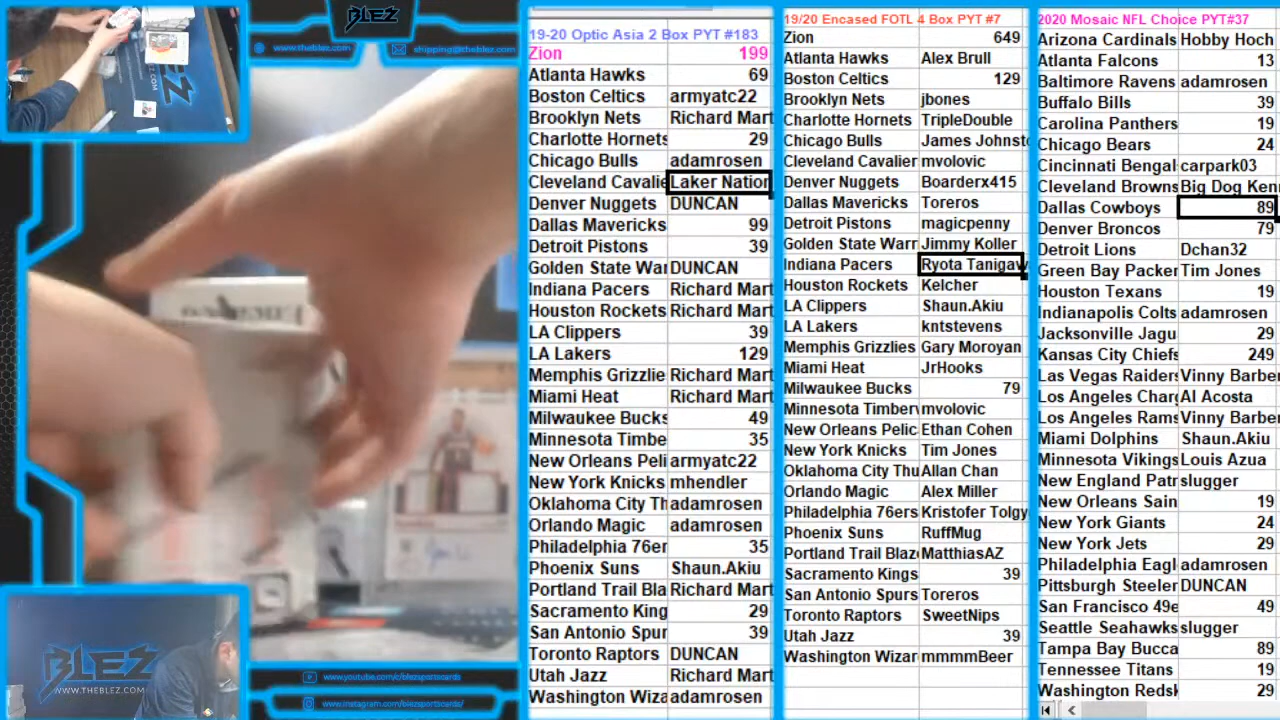 BLEZ
www.theblez.com
shipping@theblez.com
BLEZ
WWW.THEBLEZ.COM
www.youtube.com/c/blezsportscards
www.instagram.com/blezsportscards/
19-20 Optic Asia 2 Box PYT #183
Zion 199
Atlanta Hawks 69
Boston Celtics armyatc22
Brooklyn Nets Richard Mart
Charlotte Hornets 29
Chicago Bulls adamrosen
Cleveland Cavalie Laker Nation
Denver Nuggets DUNCAN
Dallas Mavericks 99
Detroit Pistons 39
Golden State War DUNCAN
Indiana Pacers Richard Mart
Houston Rockets Richard Mart
LA Clippers 39
LA Lakers 129
Memphis Grizzlie Richard Mart
Miami Heat Richard Mart
Milwaukee Bucks 49
Minnesota Timbe 35
New Orleans Peli armyatc22
New York Knicks mhendler
Oklahoma City Th adamrosen
Orlando Magic adamrosen
Philadelphia 76er 35
Phoenix Suns Shaun.Akiu
Portland Trail Bla Richard Mart
Sacramento King 29
San Antonio Spur 39
Toronto Raptors DUNCAN
Utah Jazz Richard Mart
Washington Wiza adamrosen
19/20 Encased FOTL 4 Box PYT #7
Zion 649
Atlanta Hawks Alex Brull
Boston Celtics 129
Brooklyn Nets jbones
Charlotte Hornets TripleDouble
Chicago Bulls James Johnsto
Cleveland Cavalier mvolovic
Denver Nuggets Boarderx415
Dallas Mavericks Toreros
Detroit Pistons magicpenny
Golden State Warr Jimmy Koller
Indiana Pacers Ryota Tanigaw
Houston Rockets Kelcher
LA Clippers Shaun.Akiu
LA Lakers kntstevens
Memphis Grizzlies Gary Moroyan
Miami Heat JrHooks
Milwaukee Bucks 79
Minnesota Timberv mvolovic
New Orleans Pelic Ethan Cohen
New York Knicks Tim Jones
Oklahoma City Thu Allan Chan
Orlando Magic Alex Miller
Philadelphia 76ers Kristofer Tolgy
Phoenix Suns RuffMug
Portland Trail Blaze MatthiasAZ
Sacramento Kings 39
San Antonio Spurs Toreros
Toronto Raptors SweetNips
Utah Jazz 39
Washington Wizar mmmmBeer
2020 Mosaic NFL Choice PYT#37
Arizona Cardinals Hobby Hoch
Atlanta Falcons 13
Baltimore Ravens adamrosen
Buffalo Bills 39
Carolina Panthers 19
Chicago Bears 24
Cincinnati Bengal carpark03
Cleveland Browns Big Dog Ken
Dallas Cowboys 89
Denver Broncos 79
Detroit Lions Dchan32
Green Bay Packer Tim Jones
Houston Texans 19
Indianapolis Colts adamrosen
Jacksonville Jagu 29
Kansas City Chiefs 249
Las Vegas Raiders Vinny Barbe
Los Angeles Charg Al Acosta
Los Angeles Rams Vinny Barbe
Miami Dolphins Shaun.Akiu
Minnesota Vikings Louis Azua
New England Patr slugger
New Orleans Sain 19
New York Giants 24
New York Jets 29
Philadelphia Eagl adamrosen
Pittsburgh Steeler DUNCAN
San Francisco 49e 49
Seattle Seahawks slugger
Tampa Bay Bucca 89
Tennessee Titans 19
Washington Redsk 29